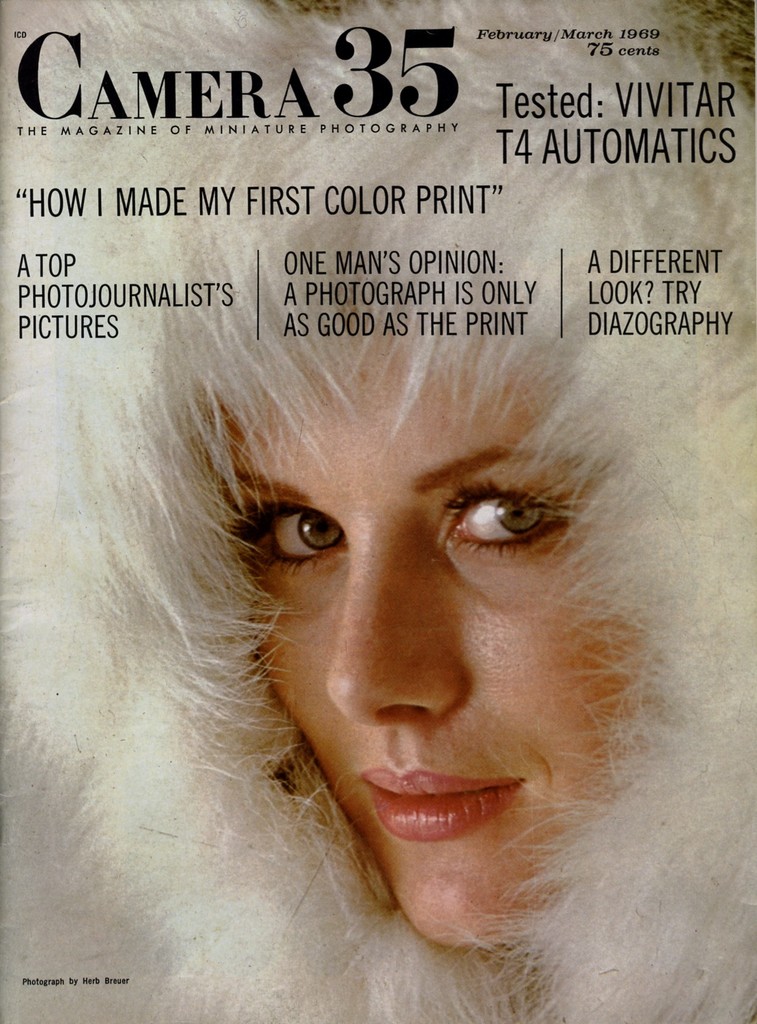 ICD
CAMERA 35
THE MAGAZINE OF MINIATURE PHOTOGRAPHY
February/March 1969
75 cents
Tested: VIVITAR
T4 AUTOMATICS
"HOW I MADE MY FIRST COLOR PRINT"
A TOP
PHOTOJOURNALIST'S
PICTURES
ONE MAN'S OPINION:
A PHOTOGRAPH IS ONLY
AS GOOD AS THE PRINT
A DIFFERENT
LOOK? TRY
DIAZOGRAPHY
Photograph by Herb Breuer